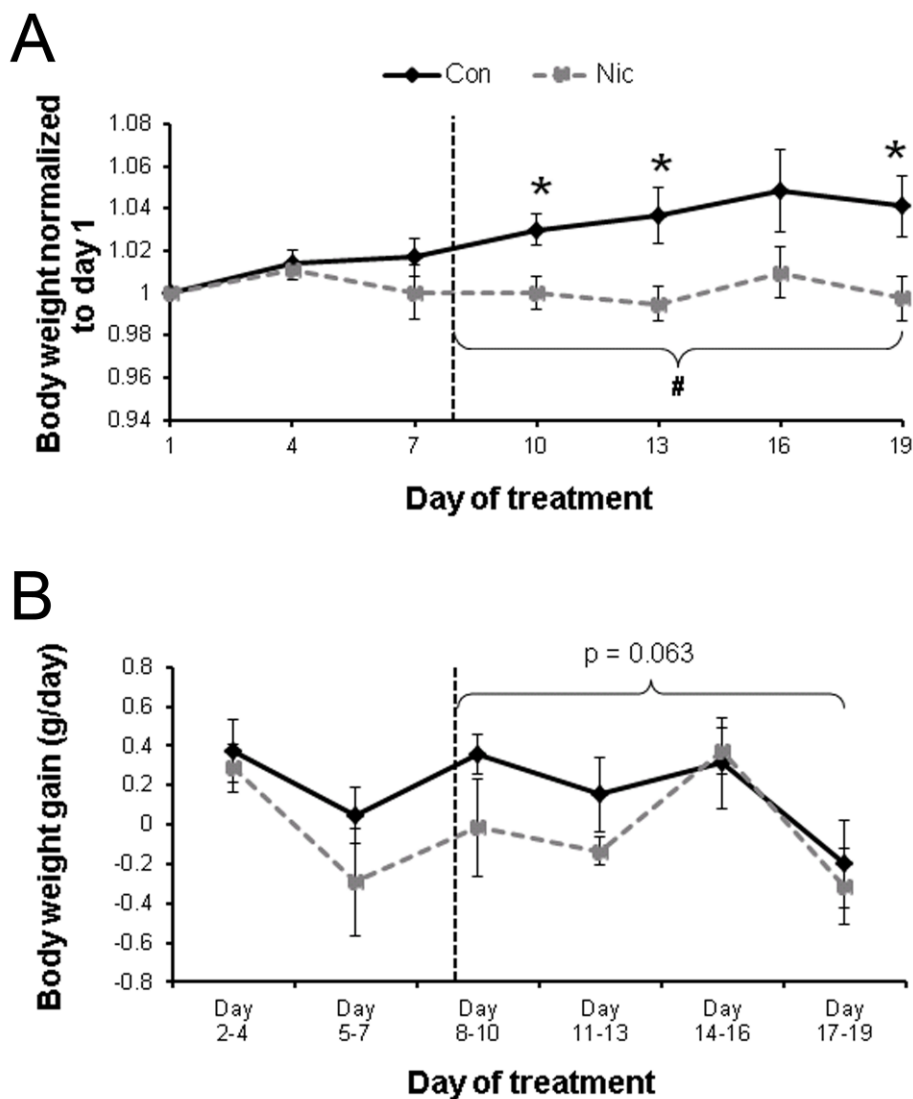 A
Con Nic
Body weight normalized
to day 1
1.08
1.06
1.04
1.02
1
0.98
0.96
0.94
* * *
#
1 4 7 10 13 16 19
Day of treatment
B
Body weight gain (g/day)
p = 0.063
0.8
0.6
0.4
0.2
0
-0.2
-0.4
-0.6
-0.8
Day Day Day Day Day Day
2-4 5-7 8-10 11-13 14-16 17-19
Day of treatment